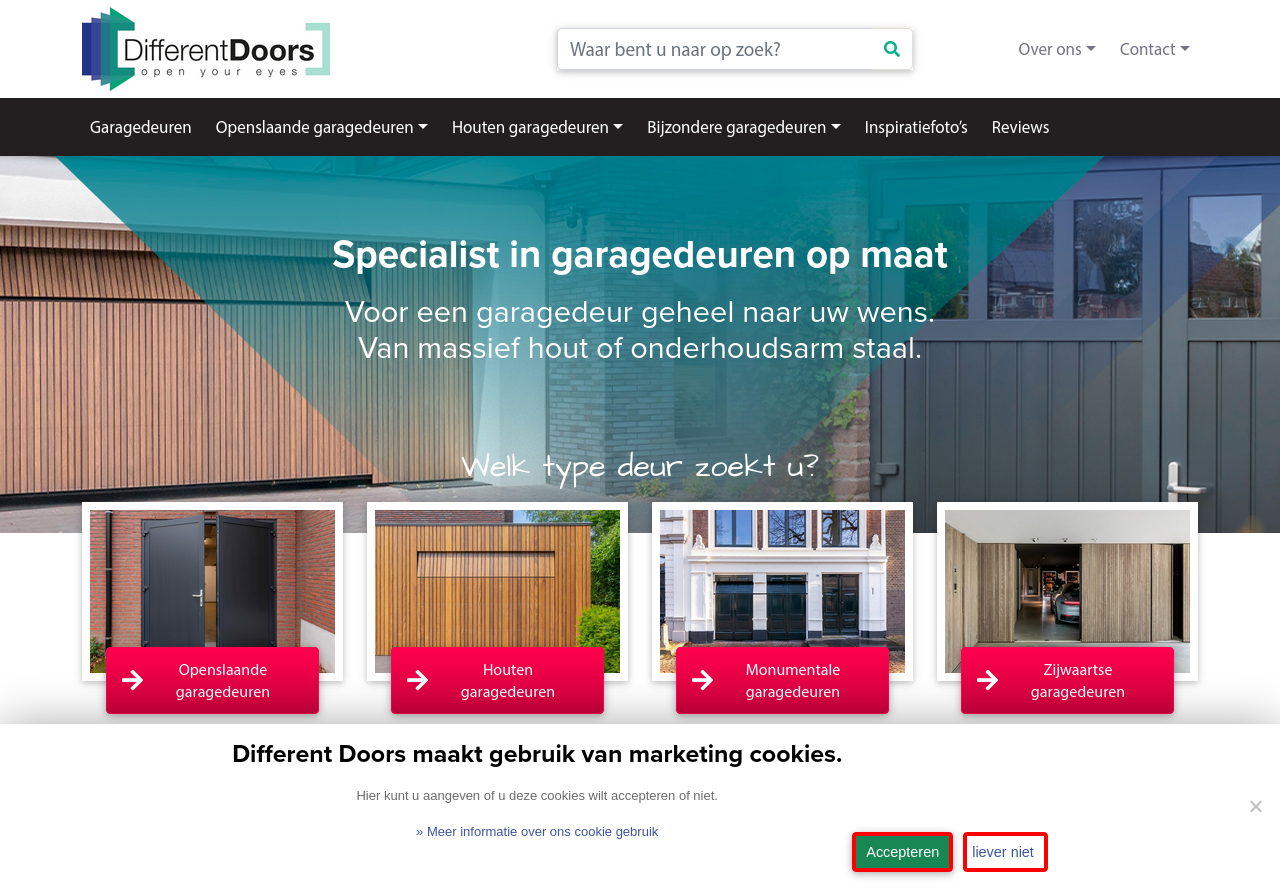 DifferentDoors
open your eyes
Waar bent u naar op zoek?
Over ons
Contact
Garagedeuren
Openslaande garagedeuren
Houten garagedeuren
Bijzondere garagedeuren
Inspiratiefoto’s
Reviews
Specialist in garagedeuren op maat
Voor een garagedeur geheel naar uw wens.
Van massief hout of onderhoudsarm staal.
Welk type deur zoekt u?
Openslaande
garagedeuren
Houten
garagedeuren
Monumentale
garagedeuren
Zijwaartse
garagedeuren
Different Doors maakt gebruik van marketing cookies.
Hier kunt u aangeven of u deze cookies wilt accepteren of niet.
» Meer informatie over ons cookie gebruik
Accepteren
liever niet